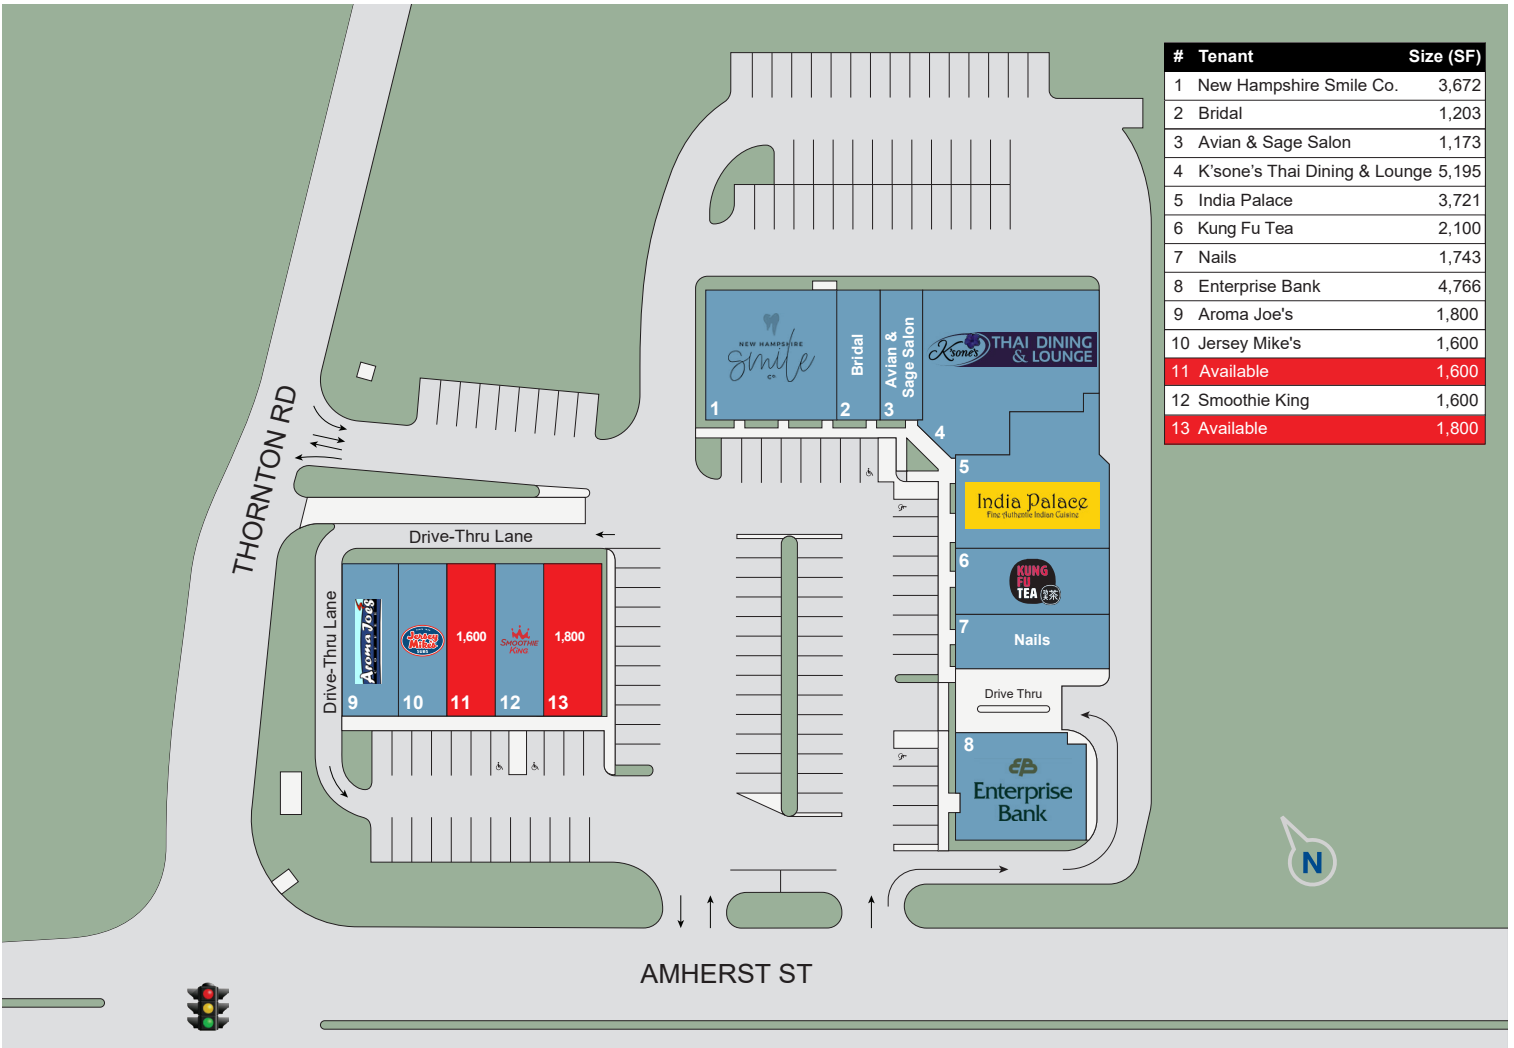 # Tenant Size (SF)
1 New Hampshire Smile Co. 3,672
2 Bridal 1,203
3 Avian & Sage Salon 1,173
4 K'sone's Thai Dining & Lounge 5,195
5 India Palace 3,721
6 Kung Fu Tea 2,100
7 Nails 1,743
8 Enterprise Bank 4,766
9 Aroma Joe's 1,800
10 Jersey Mike's 1,600
11 Available 1,600
12 Smoothie King 1,600
13 Available 1,800
NEW HAMPSHIRE
smile
CO
1
Bridal
2
Avian &
Sage Salon
3
K'sone's
THAI DINING
& LOUNGE
4
5
India Palace
Fine Authentic Indian Cuisine
6
KUNG
FU
TEA
7
Nails
Drive Thru
8
EB
Enterprise
Bank
THORNTON RD
Drive-Thru Lane
Drive-Thru Lane
Aroma Joe's
9
Jersey
Mike's
SUBS
10
1,600
11
SMOOTHIE
KING
12
1,800
13
N
AMHERST ST